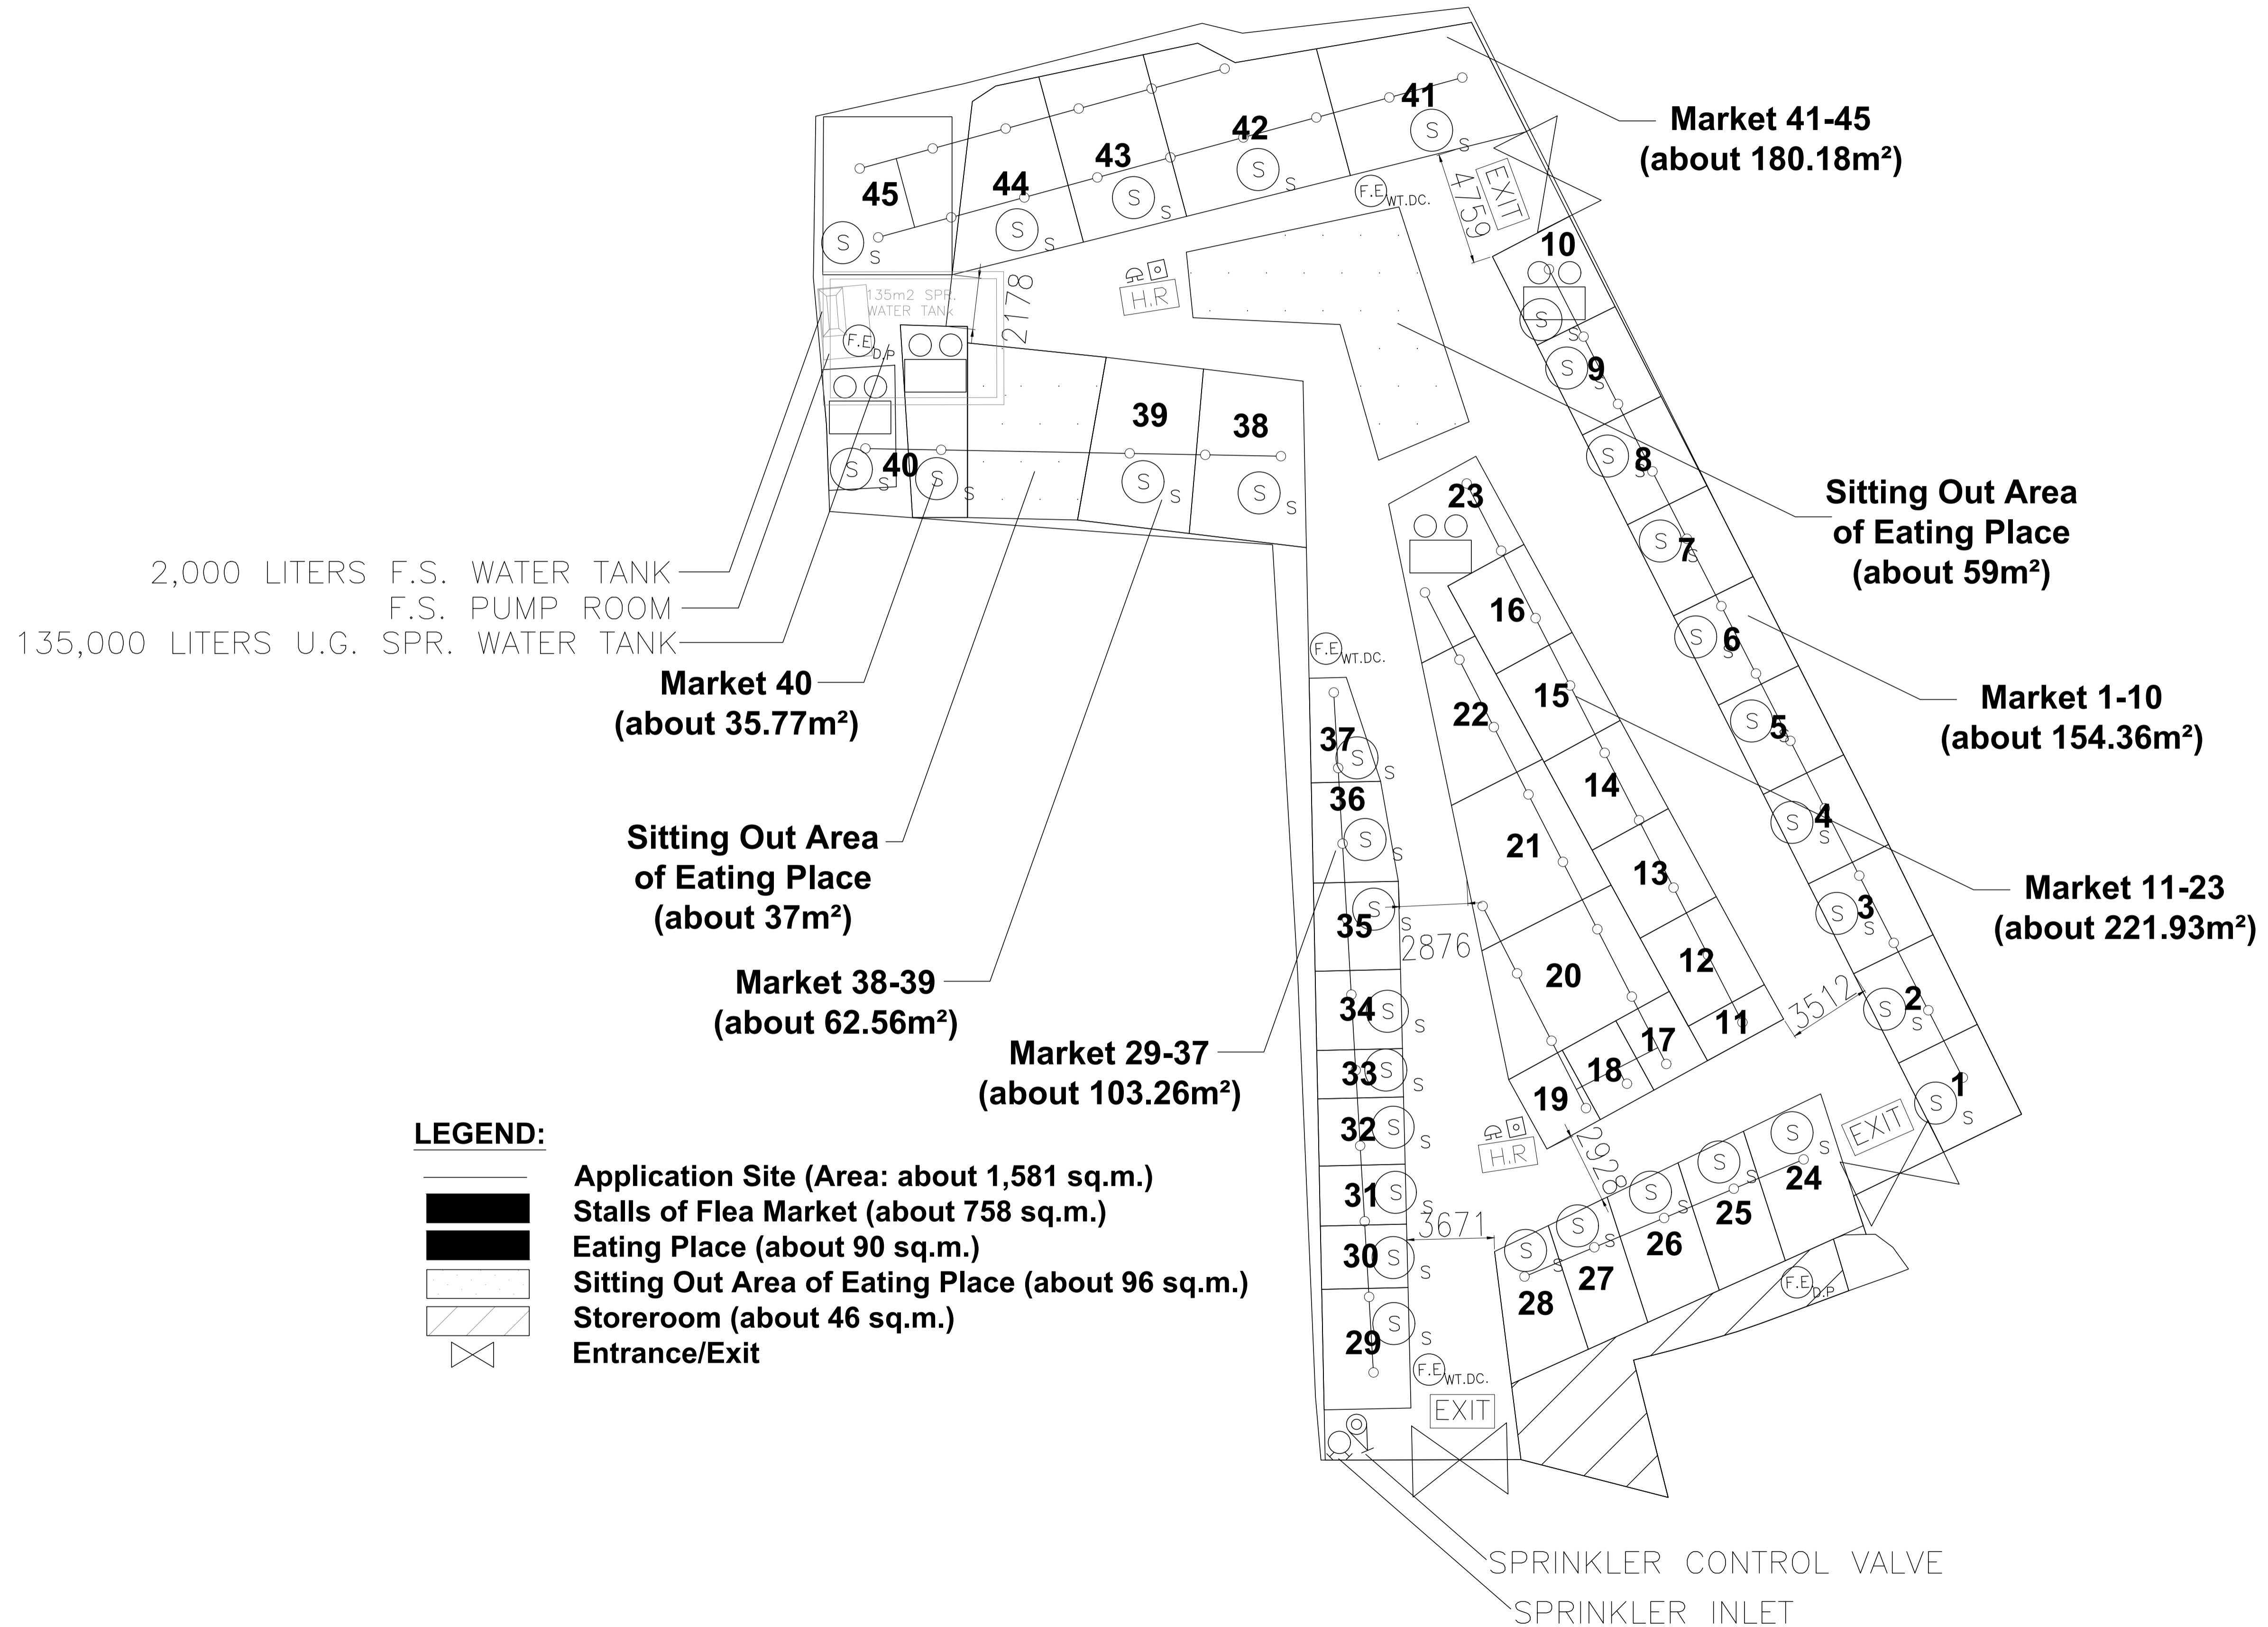 41
Market 41-45
(about 180.18m²)
42
43
44
45
S
S
S
S
S
S
S
S
S
S
F.E
WT.DC.
4759
EXIT
10
S
S
H.R
135m2 SPR.
WATER TANK
2178
F.E
D.P
9
S
S
39
38
40
S
S
S
S
S
S
S
S
8
S
S
Sitting Out Area
of Eating Place
(about 59m²)
23
7
S
S
2,000 LITERS F.S. WATER TANK
F.S. PUMP ROOM
135,000 LITERS U.G. SPR. WATER TANK
16
6
S
S
F.E
WT.DC.
Market 40
(about 35.77m²)
15
22
5
S
S
Market 1-10
(about 154.36m²)
37
S
S
36
S
S
14
4
S
S
Sitting Out Area
of Eating Place
(about 37m²)
21
13
3
S
S
Market 11-23
(about 221.93m²)
35
S
S
2876
12
20
Market 38-39
(about 62.56m²)
34
S
S
11
3512
2
S
S
17
Market 29-37
(about 103.26m²)
33
S
S
18
19
1
S
S
32
S
S
H.R
2928
EXIT
31
S
S
3671
24
S
S
25
S
S
26
S
S
27
S
S
28
S
S
30
S
S
29
S
S
F.E
D.P
F.E
WT.DC.
EXIT
LEGEND:
Application Site (Area: about 1,581 sq.m.)
Stalls of Flea Market (about 758 sq.m.)
Eating Place (about 90 sq.m.)
Sitting Out Area of Eating Place (about 96 sq.m.)
Storeroom (about 46 sq.m.)
Entrance/Exit
SPRINKLER CONTROL VALVE
SPRINKLER INLET